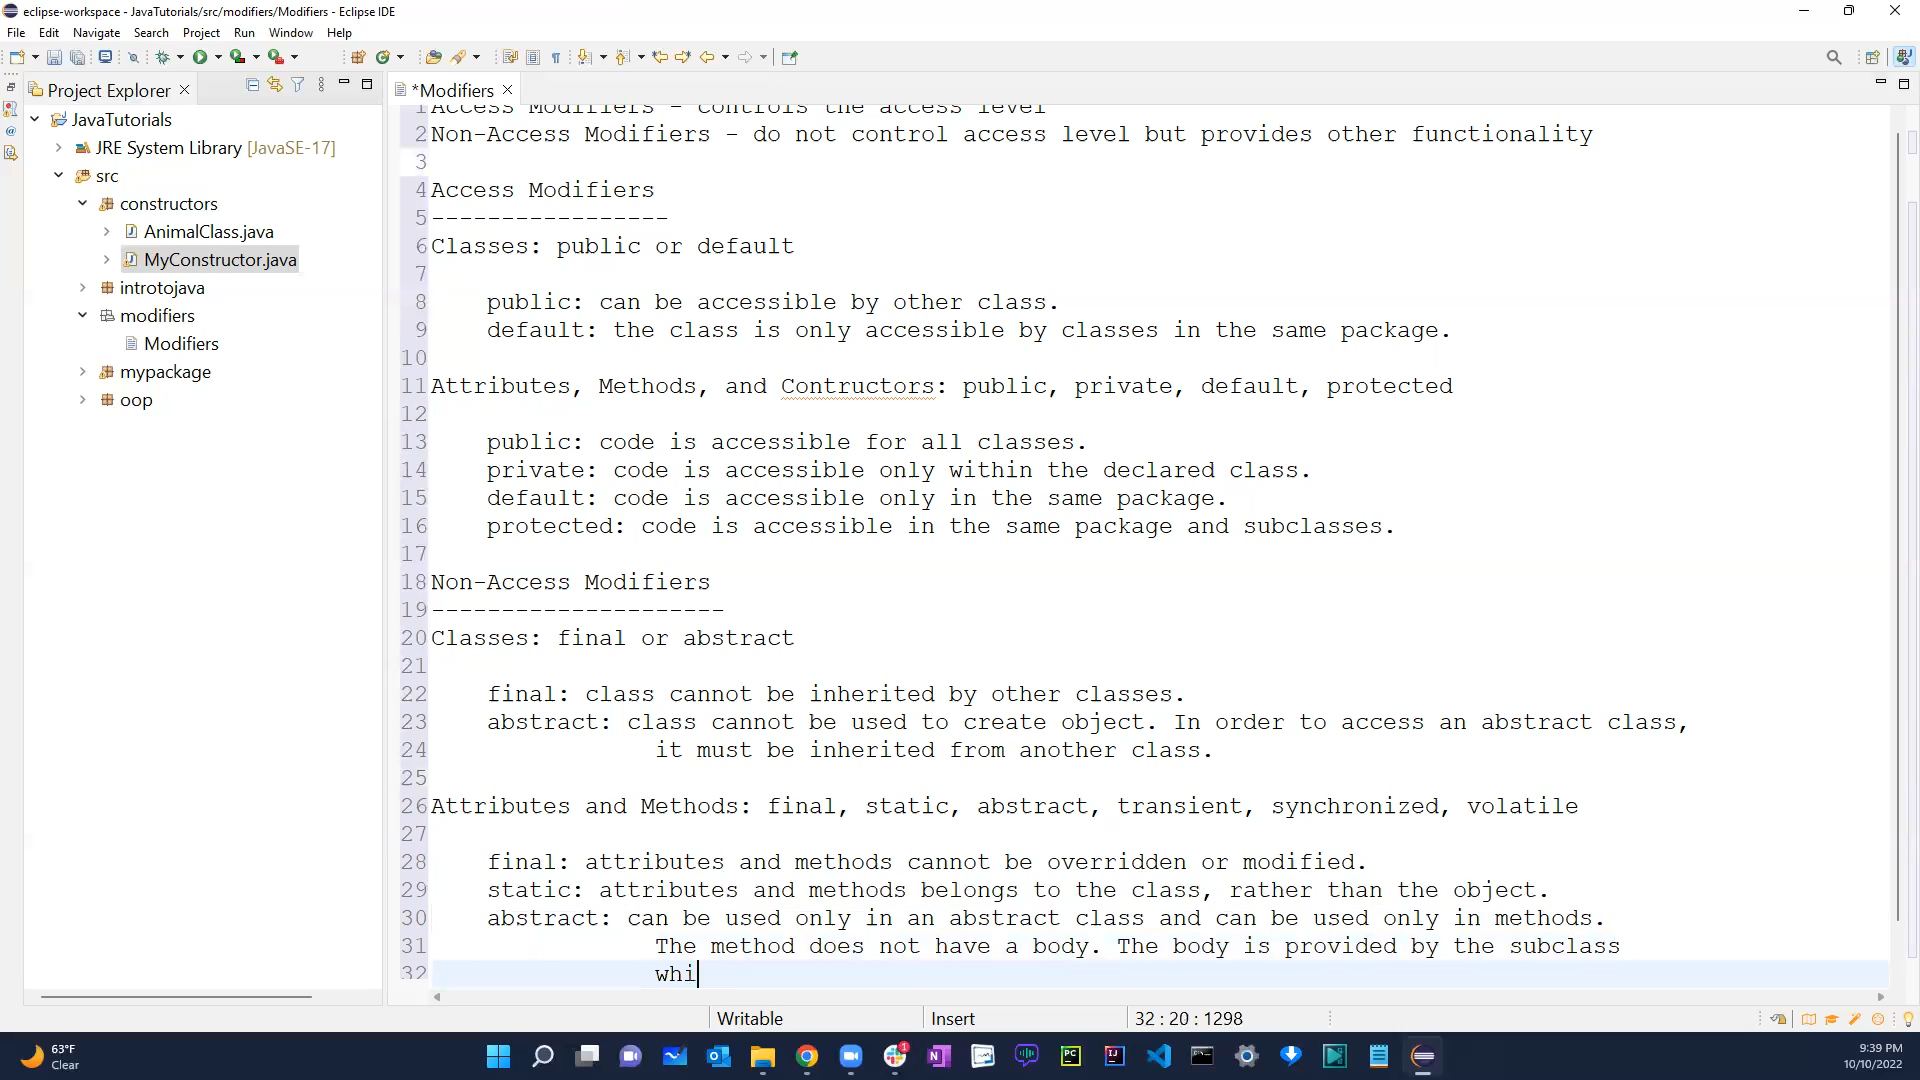 eclipse-workspace - JavaTutorials/src/modifiers/Modifiers - Eclipse IDE
File Edit Navigate Search Project Run Window Help
Project Explorer
JavaTutorials
JRE System Library [JavaSE-17]
src
constructors
AnimalClass.java
MyConstructor.java
introtojava
modifiers
Modifiers
mypackage
oop
*Modifiers
1 Access Modifiers - controls the access level
2 Non-Access Modifiers - do not control access level but provides other functionality
3
4 Access Modifiers
5 -----------------
6 Classes: public or default
7
8 public: can be accessible by other class.
9 default: the class is only accessible by classes in the same package.
10
11 Attributes, Methods, and Contructors: public, private, default, protected
12
13 public: code is accessible for all classes.
14 private: code is accessible only within the declared class.
15 default: code is accessible only in the same package.
16 protected: code is accessible in the same package and subclasses.
17
18 Non-Access Modifiers
19 ---------------------
20 Classes: final or abstract
21
22 final: class cannot be inherited by other classes.
23 abstract: class cannot be used to create object. In order to access an abstract class,
24 it must be inherited from another class.
25
26 Attributes and Methods: final, static, abstract, transient, synchronized, volatile
27
28 final: attributes and methods cannot be overridden or modified.
29 static: attributes and methods belongs to the class, rather than the object.
30 abstract: can be used only in an abstract class and can be used only in methods.
31 The method does not have a body. The body is provided by the subclass
32 whi
Writable Insert 32 : 20 : 1298
63°F
Clear
1
N
PC
IJ
9:39 PM
10/10/2022